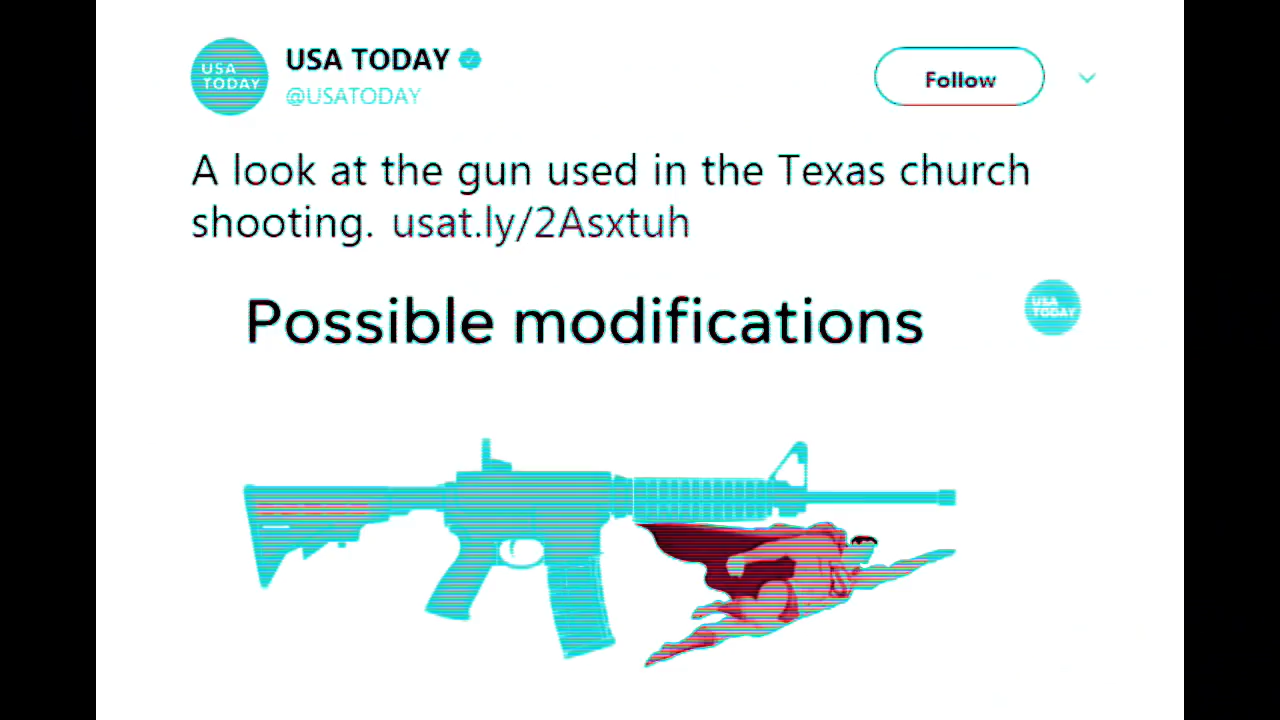 USA TODAY
USA TODAY
@USATODAY
Follow
A look at the gun used in the Texas church
shooting. usat.ly/2Asxtuh
Possible modifications
USA TODAY